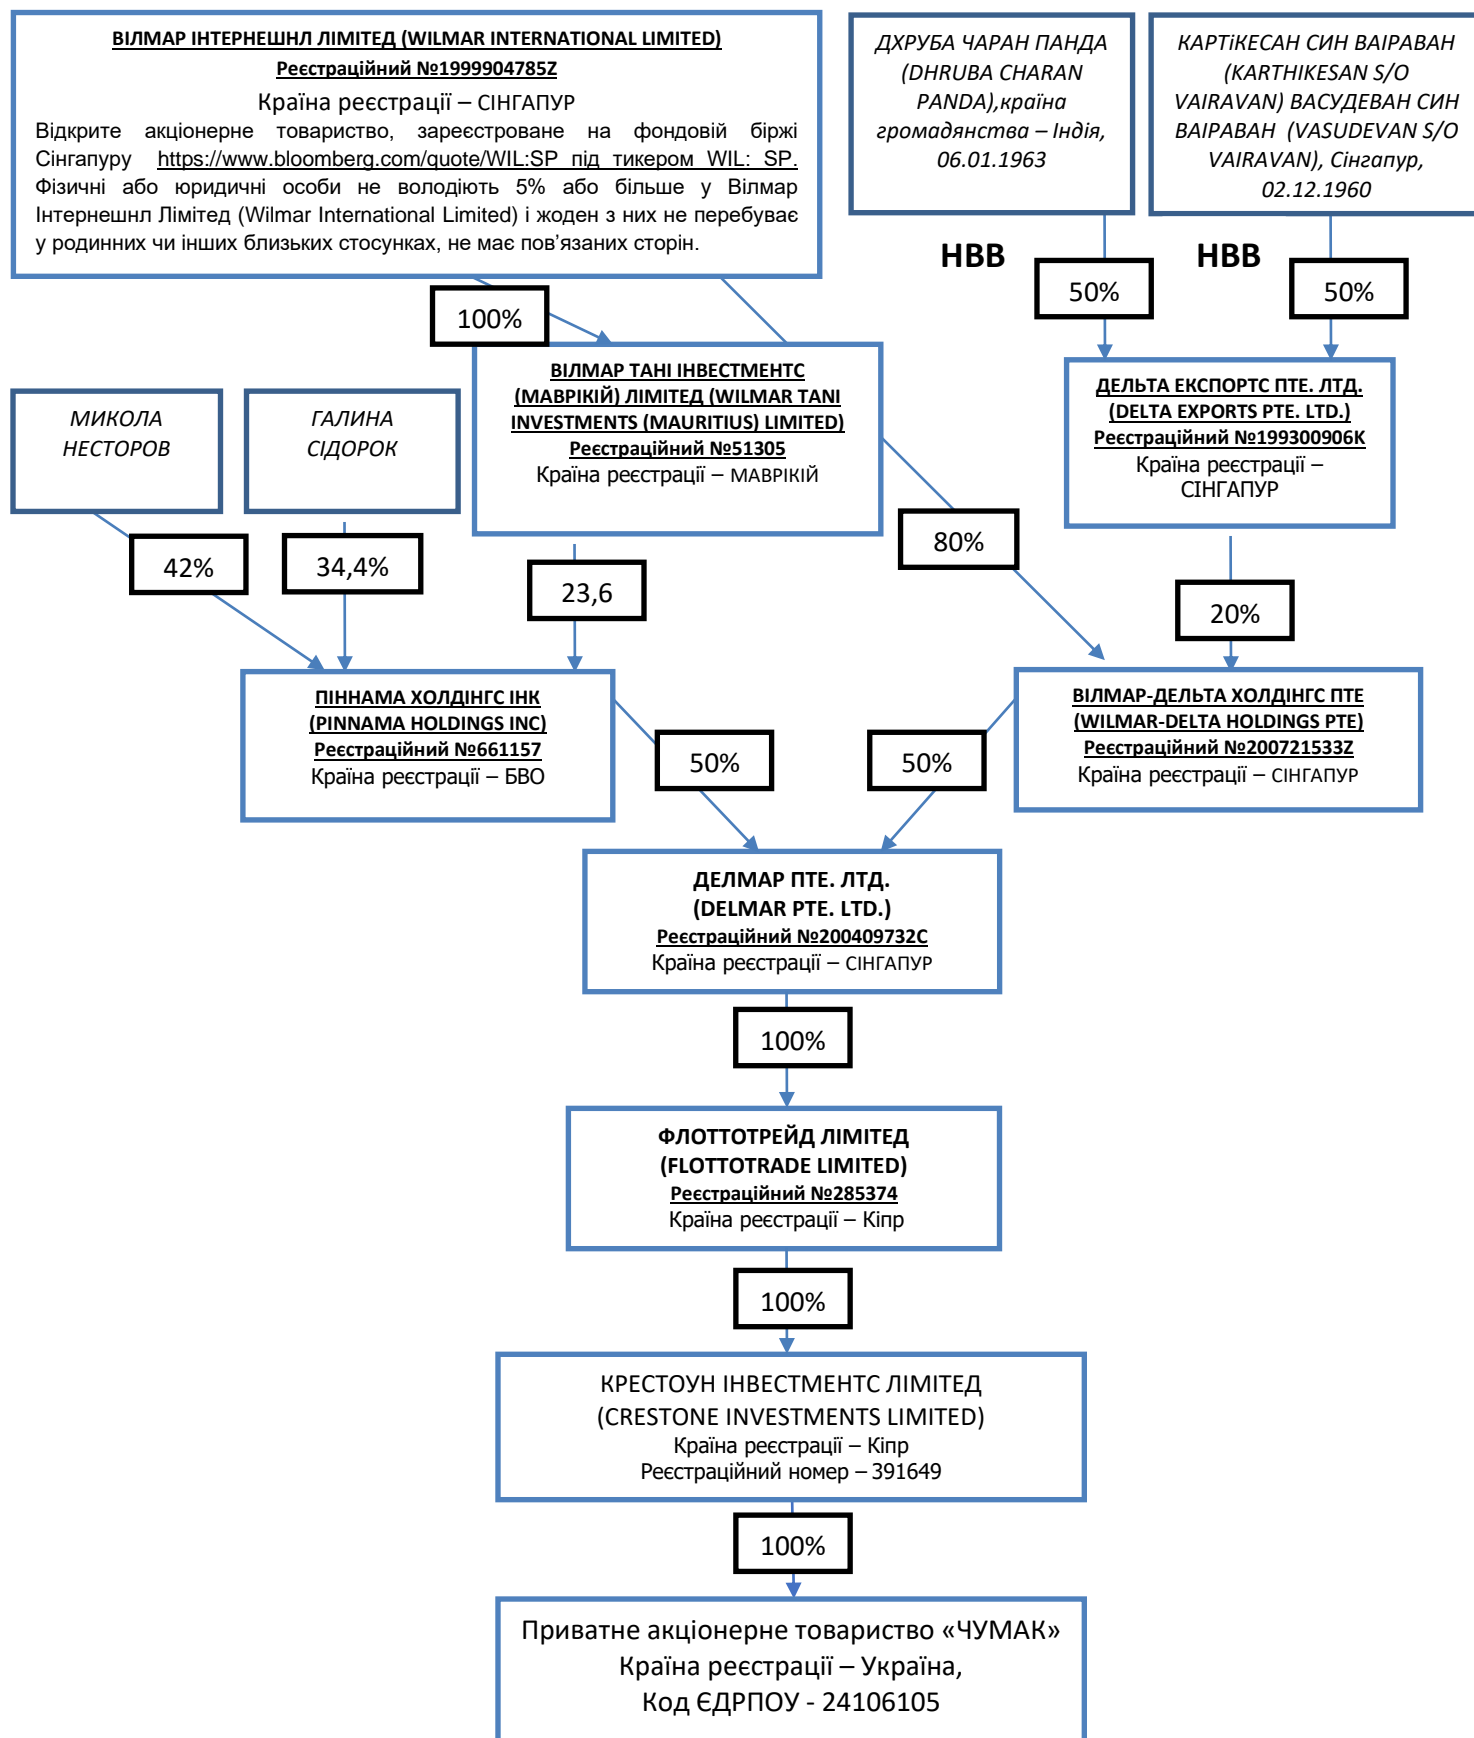 ВІЛМАР ІНТЕРНЕШНЛ ЛІМІТЕД (WILMAR INTERNATIONAL LIMITED)
Реєстраційний №1999904785Z
Країна реєстрації – СІНГАПУР
Відкрите акціонерне товариство, зареєстроване на фондовій біржі
Сінгапуру https://www.bloomberg.com/quote/WIL:SP під тикером WIL: SP.
Фізичні або юридичні особи не володіють 5% або більше у Вілмар
Інтернешнл Лімітед (Wilmar International Limited) і жоден з них не перебуває
у родинних чи інших близьких стосунках, не має пов’язаних сторін.
ДХРУБА ЧАРАН ПАНДА
(DHRUBA CHARAN
PANDA),країна
громадянства – Індія,
06.01.1963
КАРТіКЕСАН СИН ВАІРАВАН
(KARTHIKESAN S/O
VAIRAVAN) ВАСУДЕВАН СИН
ВАІРАВАН (VASUDEVAN S/O
VAIRAVAN), Сінгапур,
02.12.1960
НВВ
НВВ
50%
50%
100%
ВІЛМАР ТАНІ ІНВЕСТМЕНТС
(МАВРІКІЙ) ЛІМІТЕД (WILMAR TANI
INVESTMENTS (MAURITIUS) LIMITED)
Реєстраційний №51305
Країна реєстрації – МАВРІКІЙ
ДЕЛЬТА ЕКСПОРТС ПТЕ. ЛТД.
(DELTA EXPORTS PTE. LTD.)
Реєстраційний №199300906K
Країна реєстрації –
СІНГАПУР
МИКОЛА
НЕСТОРОВ
ГАЛИНА
СІДОРОК
42%
34,4%
23,6
80%
20%
ПІННАМА ХОЛДІНГС ІНК
(PINNAMA HOLDINGS INC)
Реєстраційний №661157
Країна реєстрації – БВО
ВІЛМАР-ДЕЛЬТА ХОЛДІНГС ПТЕ
(WILMAR-DELTA HOLDINGS PTE)
Реєстраційний №200721533Z
Країна реєстрації – СІНГАПУР
50%
50%
ДЕЛМАР ПТЕ. ЛТД.
(DELMAR PTE. LTD.)
Реєстраційний №200409732C
Країна реєстрації – СІНГАПУР
100%
ФЛОТТОТРЕЙД ЛІМІТЕД
(FLOTTOTRADE LIMITED)
Реєстраційний №285374
Країна реєстрації – Кіпр
100%
КРЕСТОУН ІНВЕСТМЕНТС ЛІМІТЕД
(CRESTONE INVESTMENTS LIMITED)
Країна реєстрації – Кіпр
Реєстраційний номер – 391649
100%
Приватне акціонерне товариство «ЧУМАК»
Країна реєстрації – Україна,
Код ЄДРПОУ - 24106105